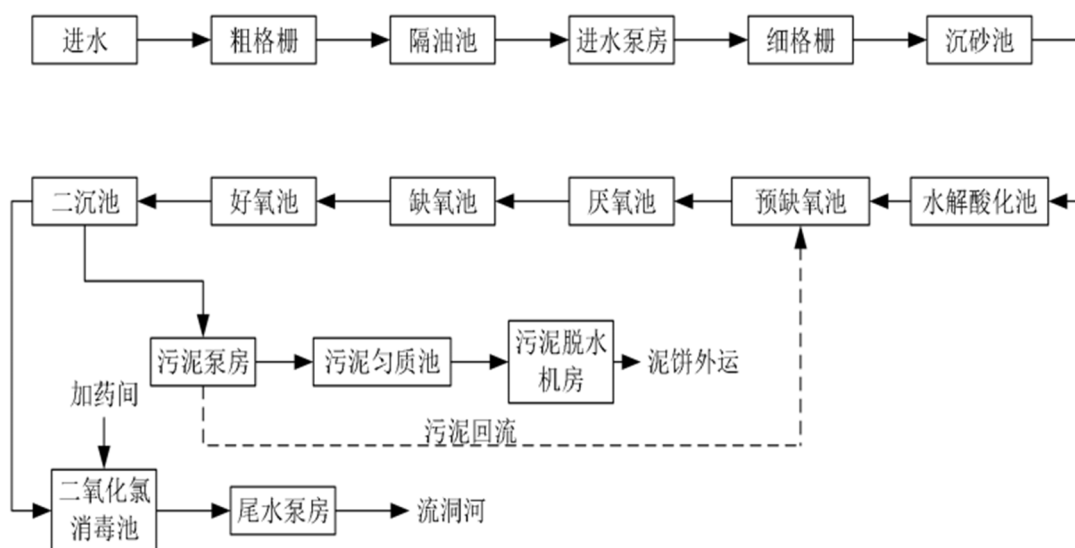 进水
粗格栅
隔油池
进水泵房
细格栅
沉砂池
二沉池
好氧池
缺氧池
厌氧池
预缺氧池
水解酸化池
污泥泵房
污泥匀质池
污泥脱水
机房
泥饼外运
加药间
污泥回流
二氧化氯
消毒池
尾水泵房
流洞河